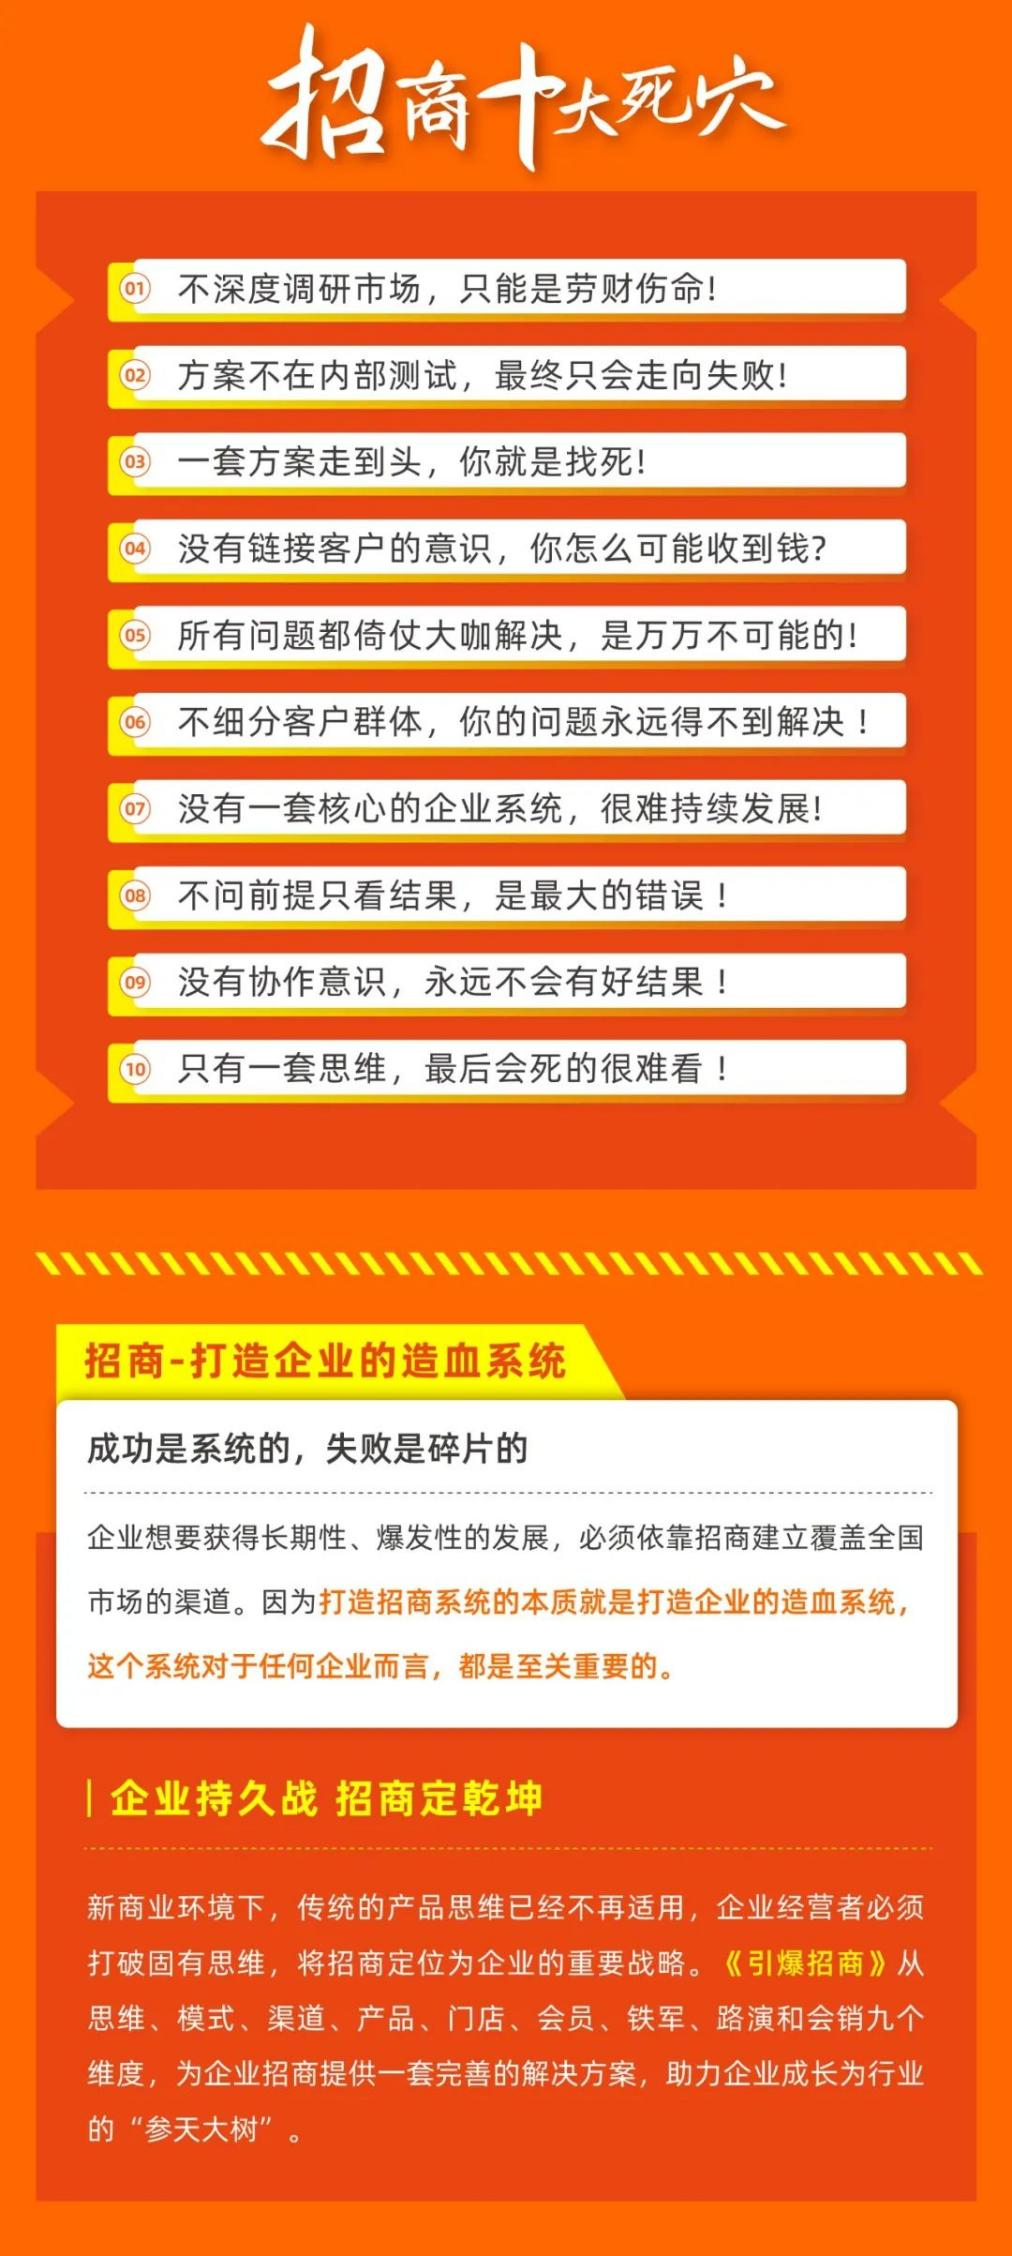 招商十大死穴
01 不深度调研市场，只能是劳财伤命!
02 方案不在内部测试，最终只会走向失败!
03 一套方案走到头，你就是找死!
04 没有链接客户的意识，你怎么可能收到钱?
05 所有问题都倚仗大咖解决，是万万不可能的!
06 不细分客户群体，你的问题永远得不到解决！
07 没有一套核心的企业系统，很难持续发展!
08 不问前提只看结果，是最大的错误！
09 没有协作意识，永远不会有好结果！
10 只有一套思维，最后会死的很难看！
招商-打造企业的造血系统
成功是系统的，失败是碎片的
企业想要获得长期性、爆发性的发展，必须依靠招商建立覆盖全国
市场的渠道。因为打造招商系统的本质就是打造企业的造血系统，
这个系统对于任何企业而言，都是至关重要的。
企业持久战 招商定乾坤
新商业环境下，传统的产品思维已经不再适用，企业经营者必须
打破固有思维，将招商定位为企业的重要战略。《引爆招商》从
思维、模式、渠道、产品、门店、会员、铁军、路演和会销九个
维度，为企业招商提供一套完善的解决方案，助力企业成长为行业
的“参天大树”。